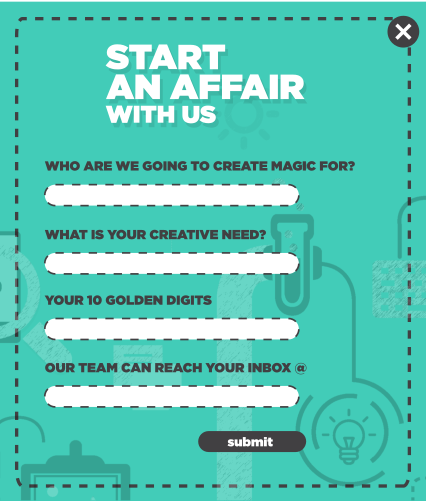 START
AN AFFAIR
WITH US
WHO ARE WE GOING TO CREATE MAGIC FOR?
WHAT IS YOUR CREATIVE NEED?
YOUR 10 GOLDEN DIGITS
OUR TEAM CAN REACH YOUR INBOX @
submit